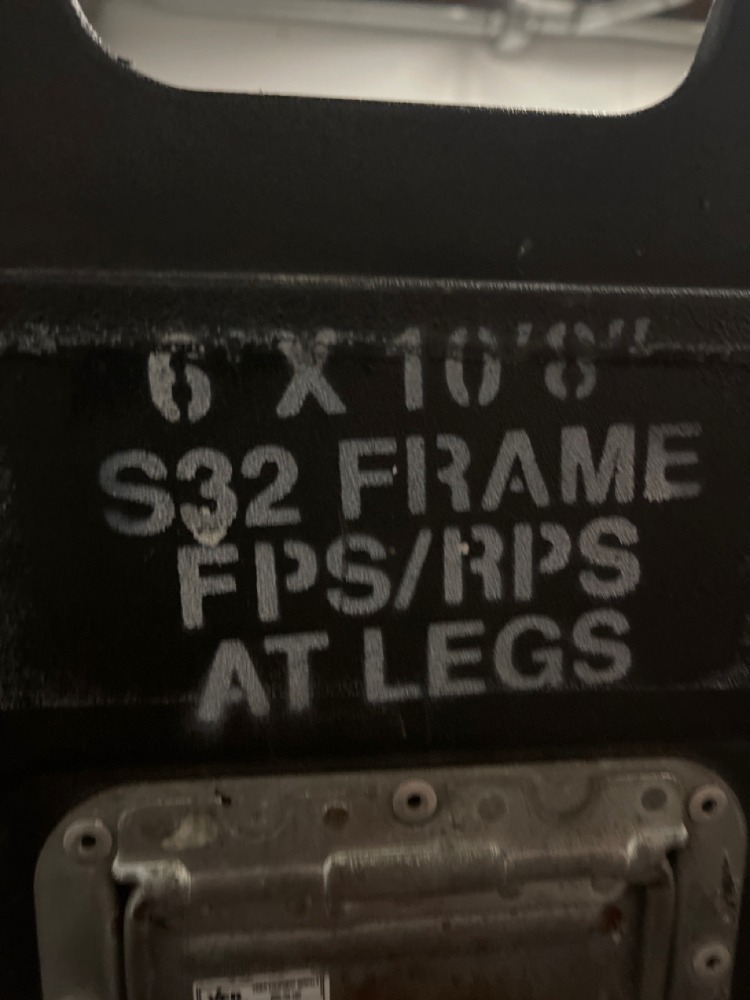 6 X 10'8"
S32 FRAME
FPS/RPS
AT LEGS